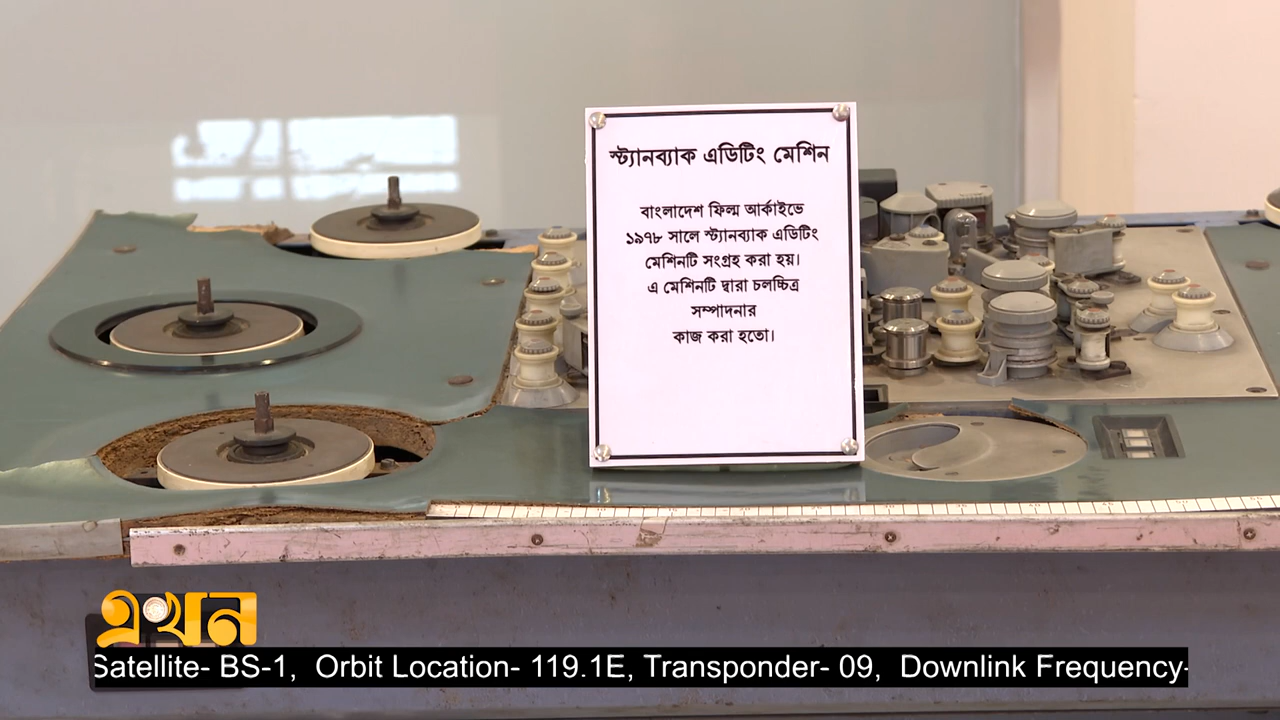 স্ট্যানব্যাক এডিটিং মেশিন
বাংলাদেশ ফিল্ম আর্কাইভে
১৯৭৮ সালে স্ট্যানব্যাক এডিটিং
মেশিনটি সংগ্রহ করা হয়।
এ মেশিনটি দ্বারা চলচ্চিত্র
সম্পাদনার
কাজ করা হতো।
এখন
Satellite- BS-1, Orbit Location- 119.1E, Transponder- 09, Downlink Frequency-